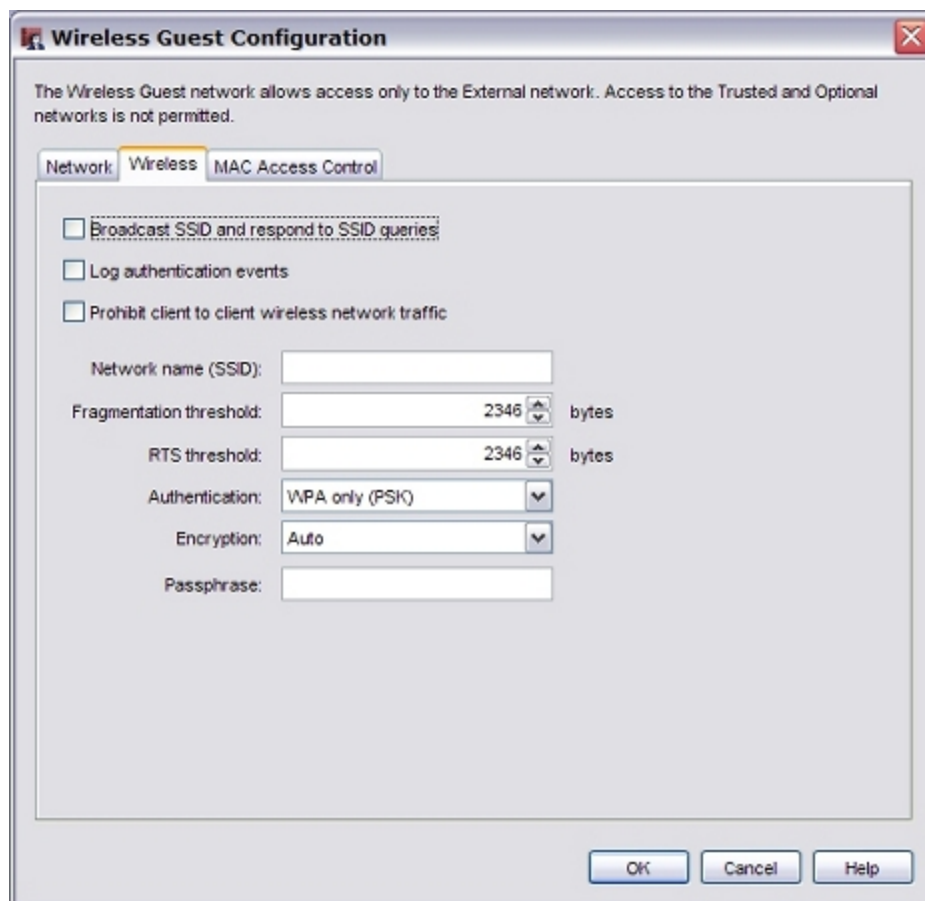 Wireless Guest Configuration
The Wireless Guest network allows access only to the External network. Access to the Trusted and Optional
networks is not permitted.
Network Wireless MAC Access Control
Broadcast SSID and respond to SSID queries
Log authentication events
Prohibit client to client wireless network traffic
Network name (SSID):
Fragmentation threshold: 2346 bytes
RTS threshold: 2346 bytes
Authentication: WPA only (PSK)
Encryption: Auto
Passphrase:
OK Cancel Help